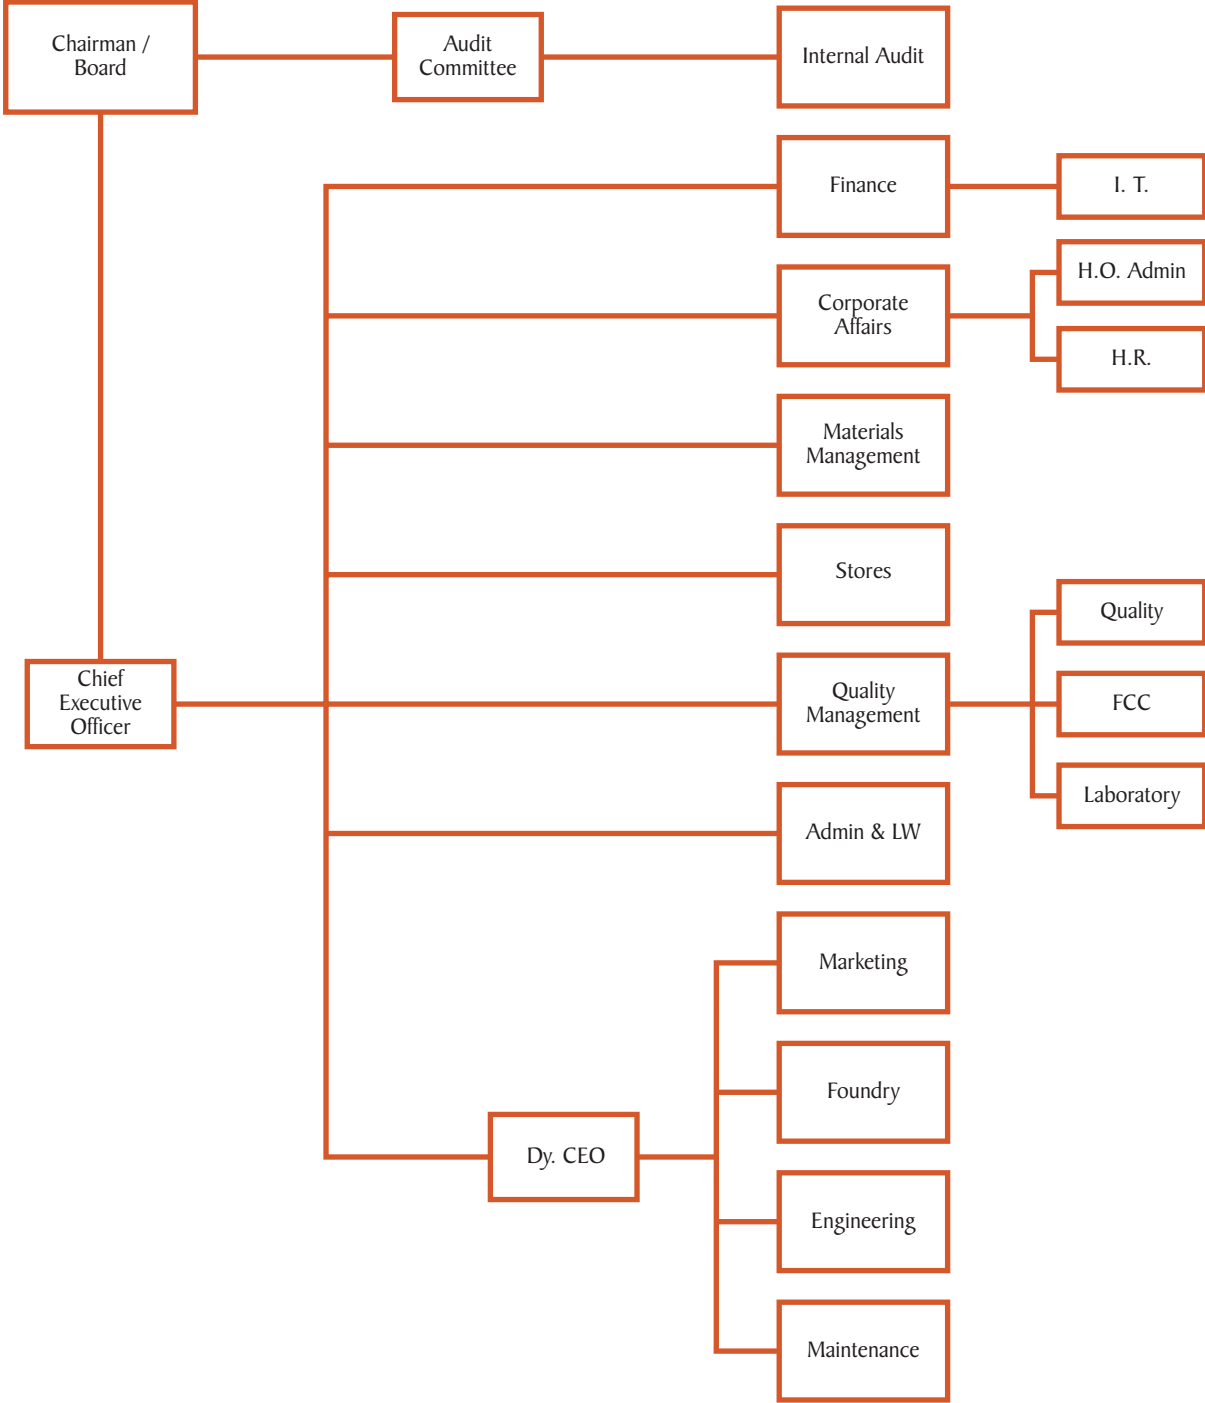 Chairman /
Board
Audit
Committee
Internal Audit
Finance
I. T.
Corporate
Affairs
H.O. Admin
H.R.
Materials
Management
Stores
Chief
Executive
Officer
Quality
Management
Quality
FCC
Laboratory
Admin & LW
Marketing
Foundry
Dy. CEO
Engineering
Maintenance